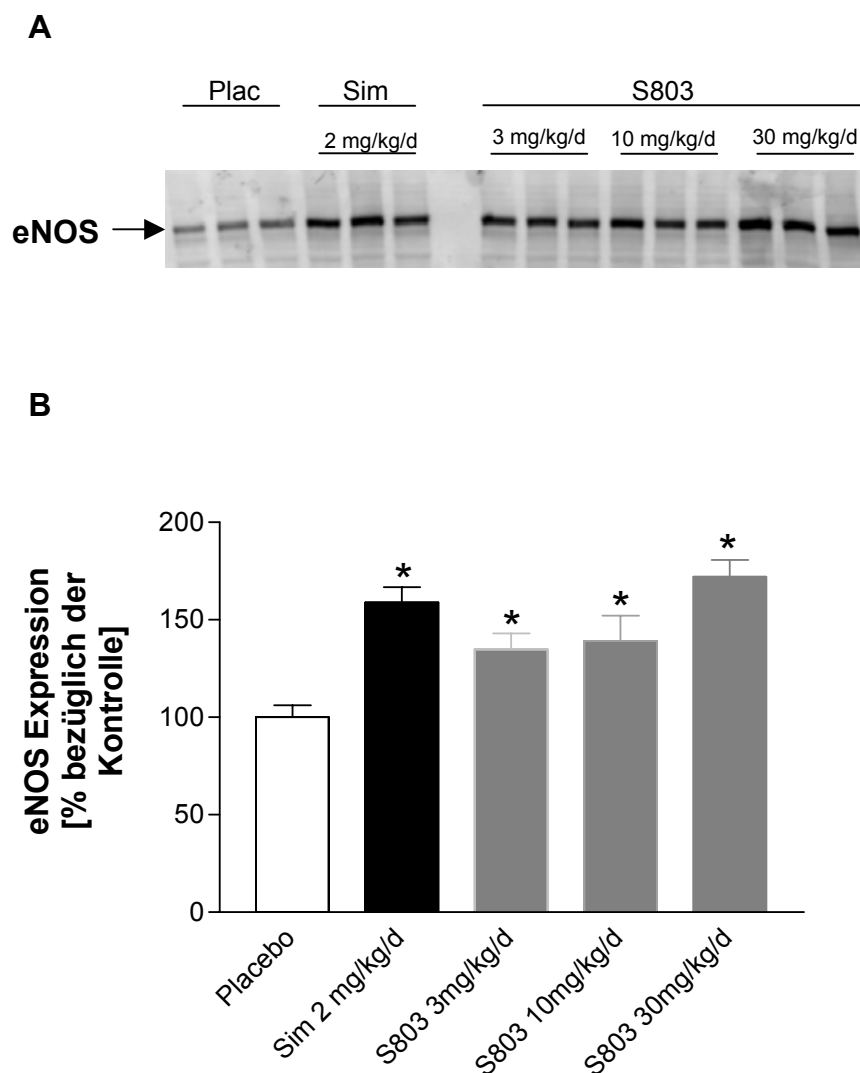 A
Plac Sim S803
2 mg/kg/d 3 mg/kg/d 10 mg/kg/d 30 mg/kg/d
eNOS
B
eNOS Expression
[% bezüglich der
Kontrolle]
200
150
100
50
0
* * * *
Placebo
Sim 2 mg/kg/d
S803 3mg/kg/d
S803 10mg/kg/d
S803 30mg/kg/d